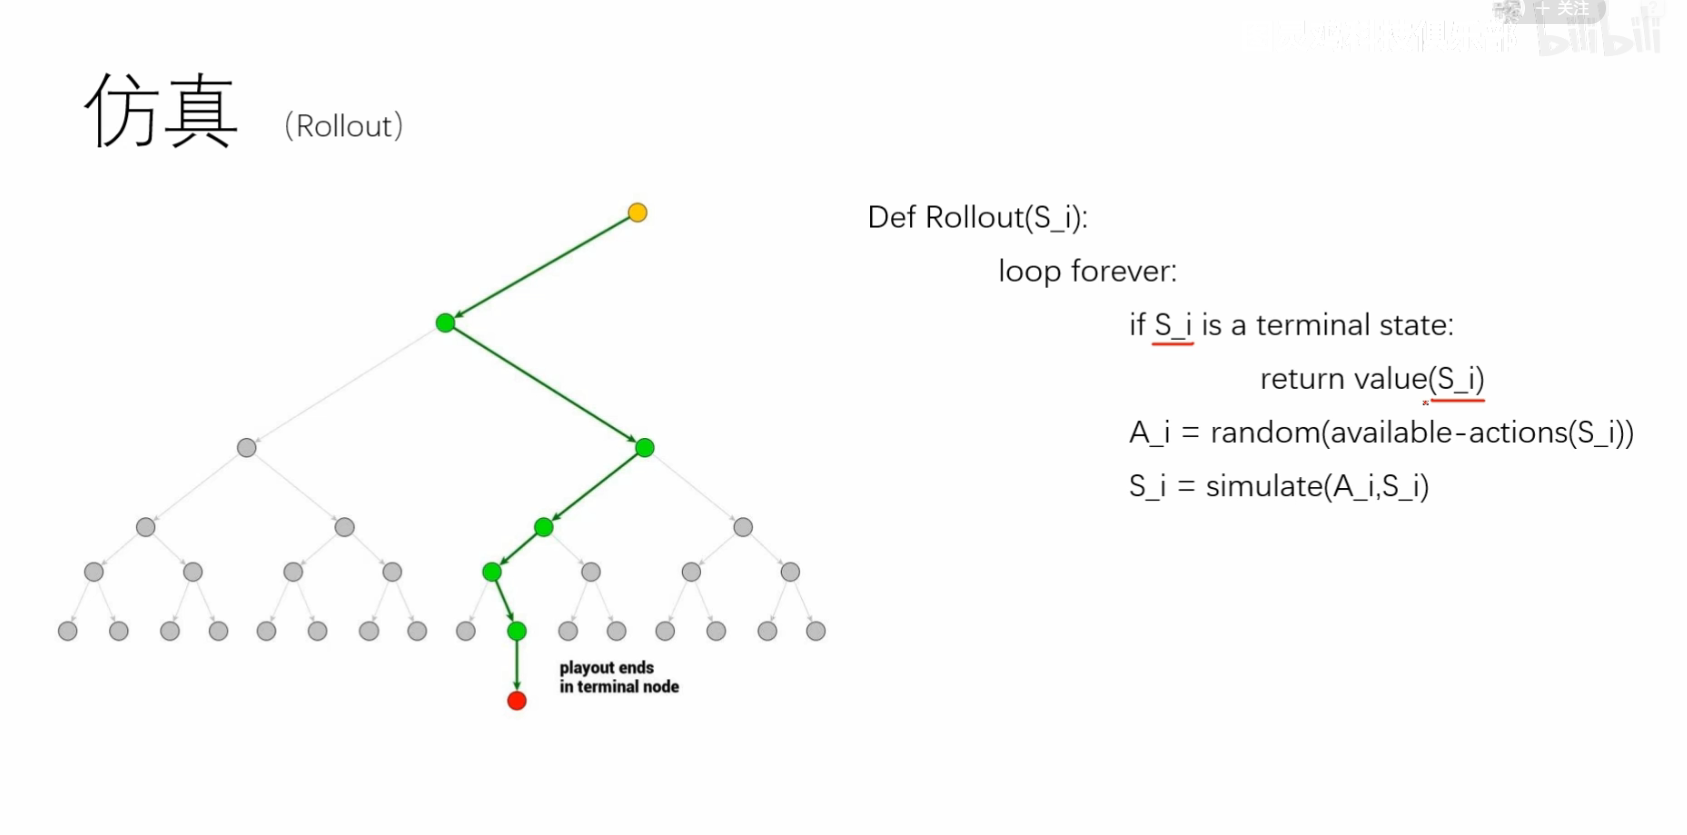 + 关注
bilibili
仿真 (Rollout)
Def Rollout(S_i):
loop forever:
if S_i is a terminal state:
return value(S_i)
A_i = random(available-actions(S_i))
S_i = simulate(A_i,S_i)
playout ends
in terminal node